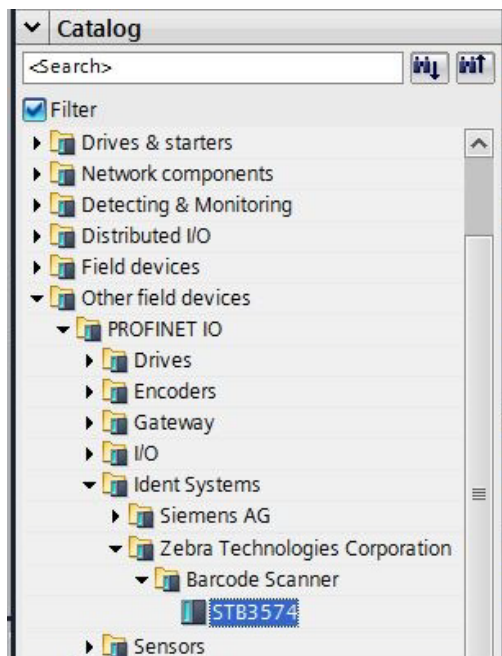 Catalog
<Search>
Filter
Drives & starters
Network components
Detecting & Monitoring
Distributed I/O
Field devices
Other field devices
PROFINET IO
Drives
Encoders
Gateway
I/O
Ident Systems
Siemens AG
Zebra Technologies Corporation
Barcode Scanner
STB3574
Sensors